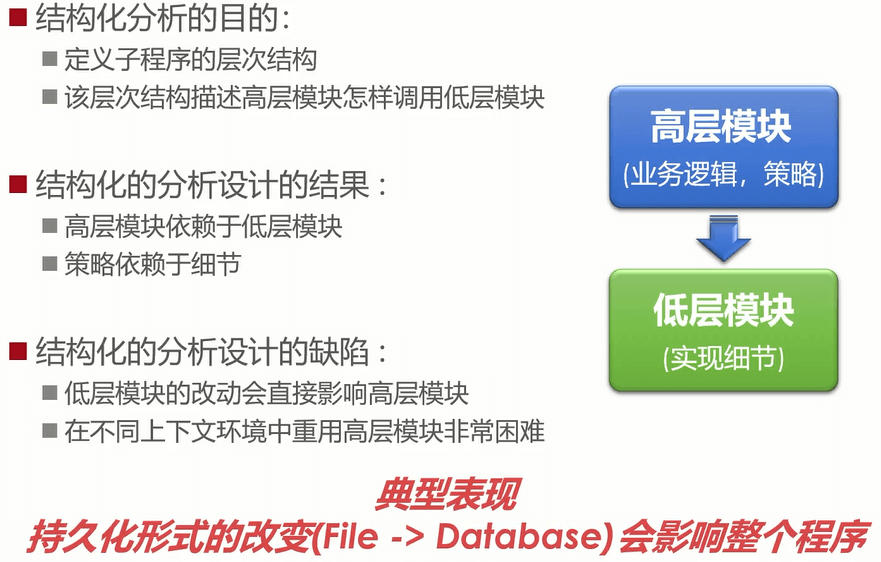 结构化分析的目的：
定义子程序的层次结构
该层次结构描述高层模块怎样调用低层模块
结构化的分析设计的结果：
高层模块依赖于低层模块
策略依赖于细节
结构化的分析设计的缺陷：
低层模块的改动会直接影响高层模块
在不同上下文环境中重用高层模块非常困难
高层模块
(业务逻辑，策略)
低层模块
(实现细节)
典型表现
持久化形式的改变(File -> Database) 会影响整个程序